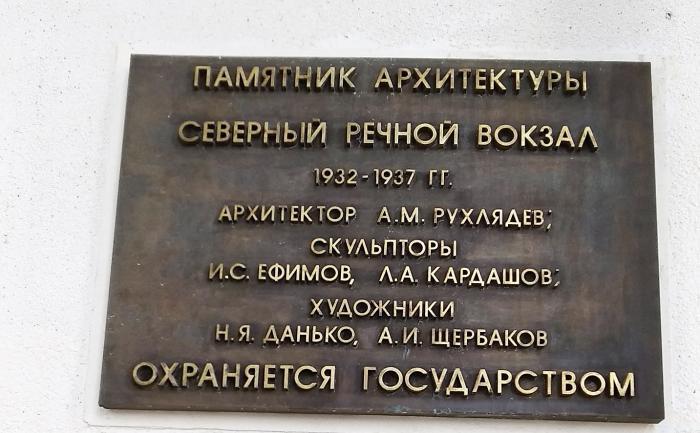 ПАМЯТНИК АРХИТЕКТУРЫ
СЕВЕРНЫЙ РЕЧНОЙ ВОКЗАЛ
1932-1937 ГГ.
АРХИТЕКТОР А.М. РУХЛЯДЕВ;
СКУЛЬПТОРЫ
И.С. ЕФИМОВ, Л.А. КАРДАШОВ;
ХУДОЖНИКИ
Н.Я. ДАНЬКО, А.И. ЩЕРБАКОВ
ОХРАНЯЕТСЯ ГОСУДАРСТВОМ